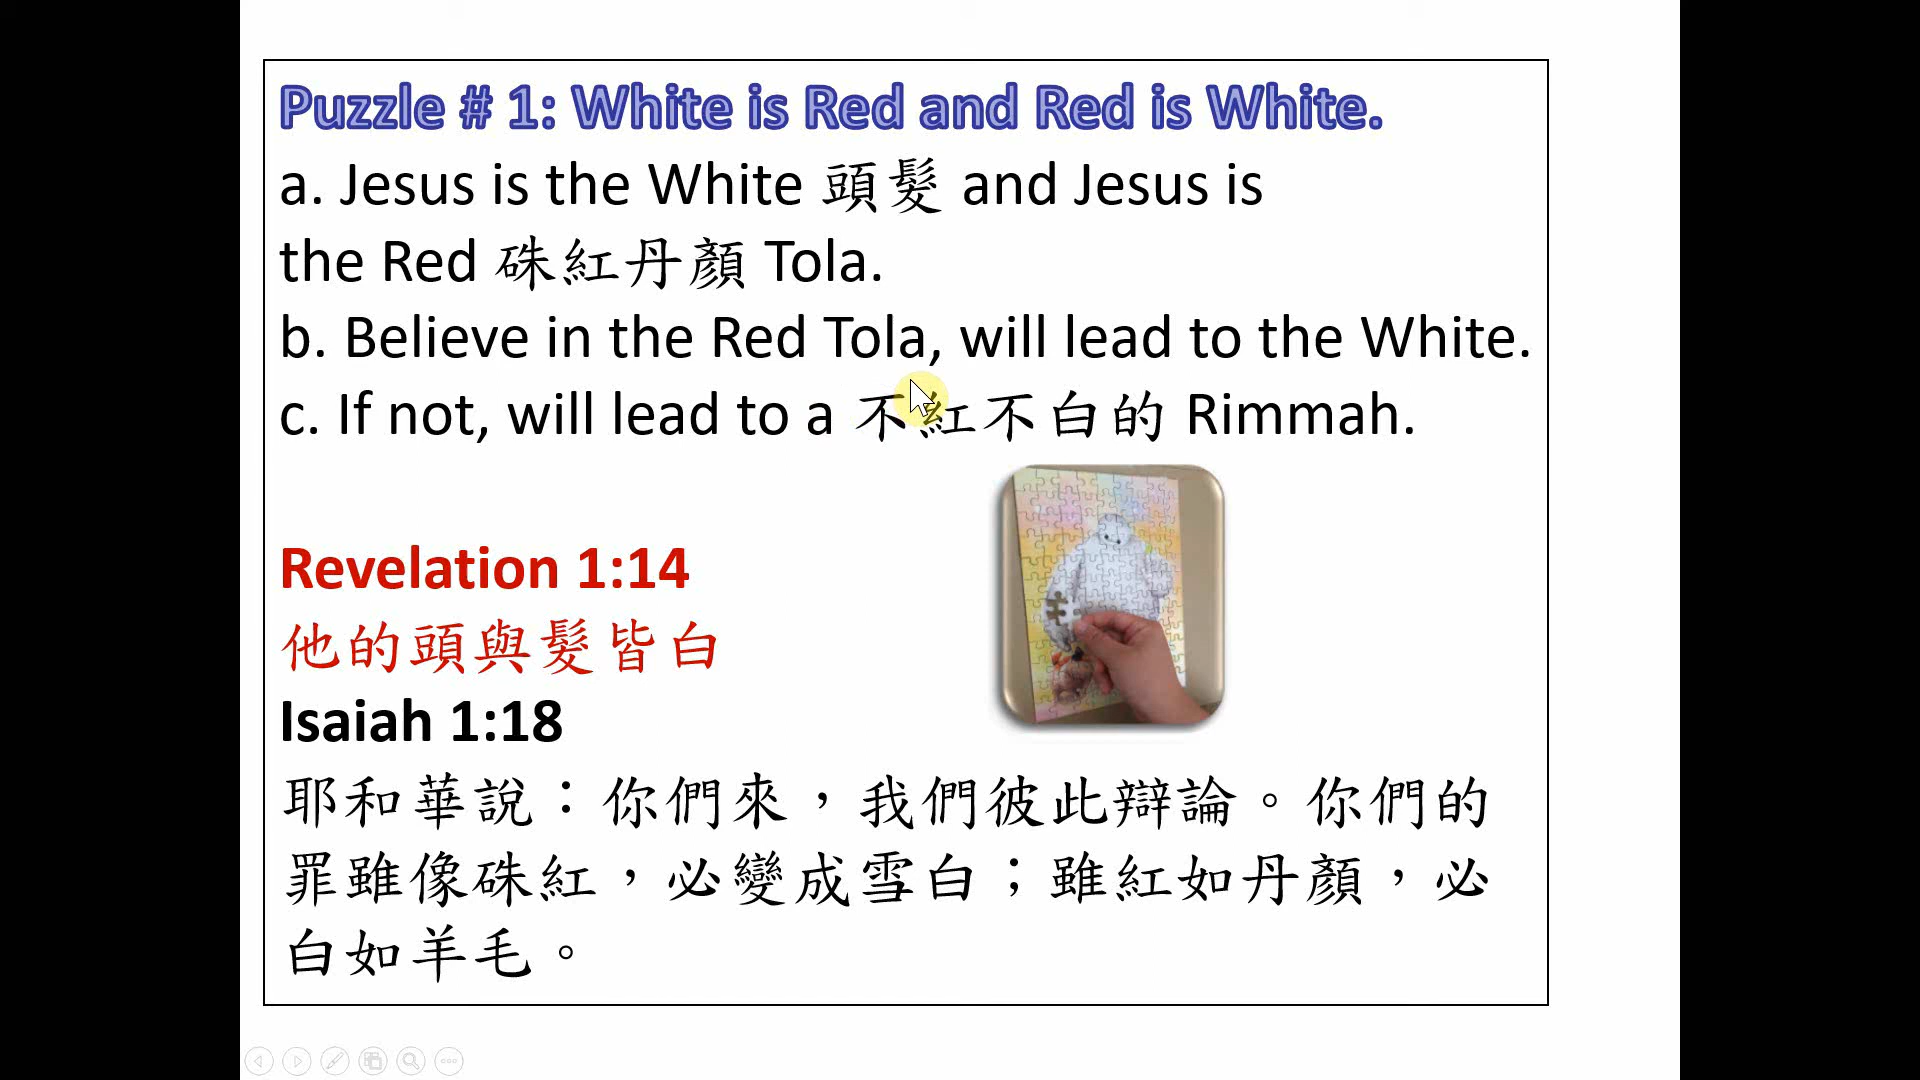 Puzzle # 1: White is Red and Red is White.
a. Jesus is the White 頭髮 and Jesus is
the Red 硃紅丹顏 Tola.
b. Believe in the Red Tola, will lead to the White.
c. If not, will lead to a 不紅不白的 Rimmah.
Revelation 1:14
他的頭與髮皆白
Isaiah 1:18
耶和華說：你們來，我們彼此辯論。你們的
罪雖像硃紅，必變成雪白；雖紅如丹顏，必
白如羊毛。